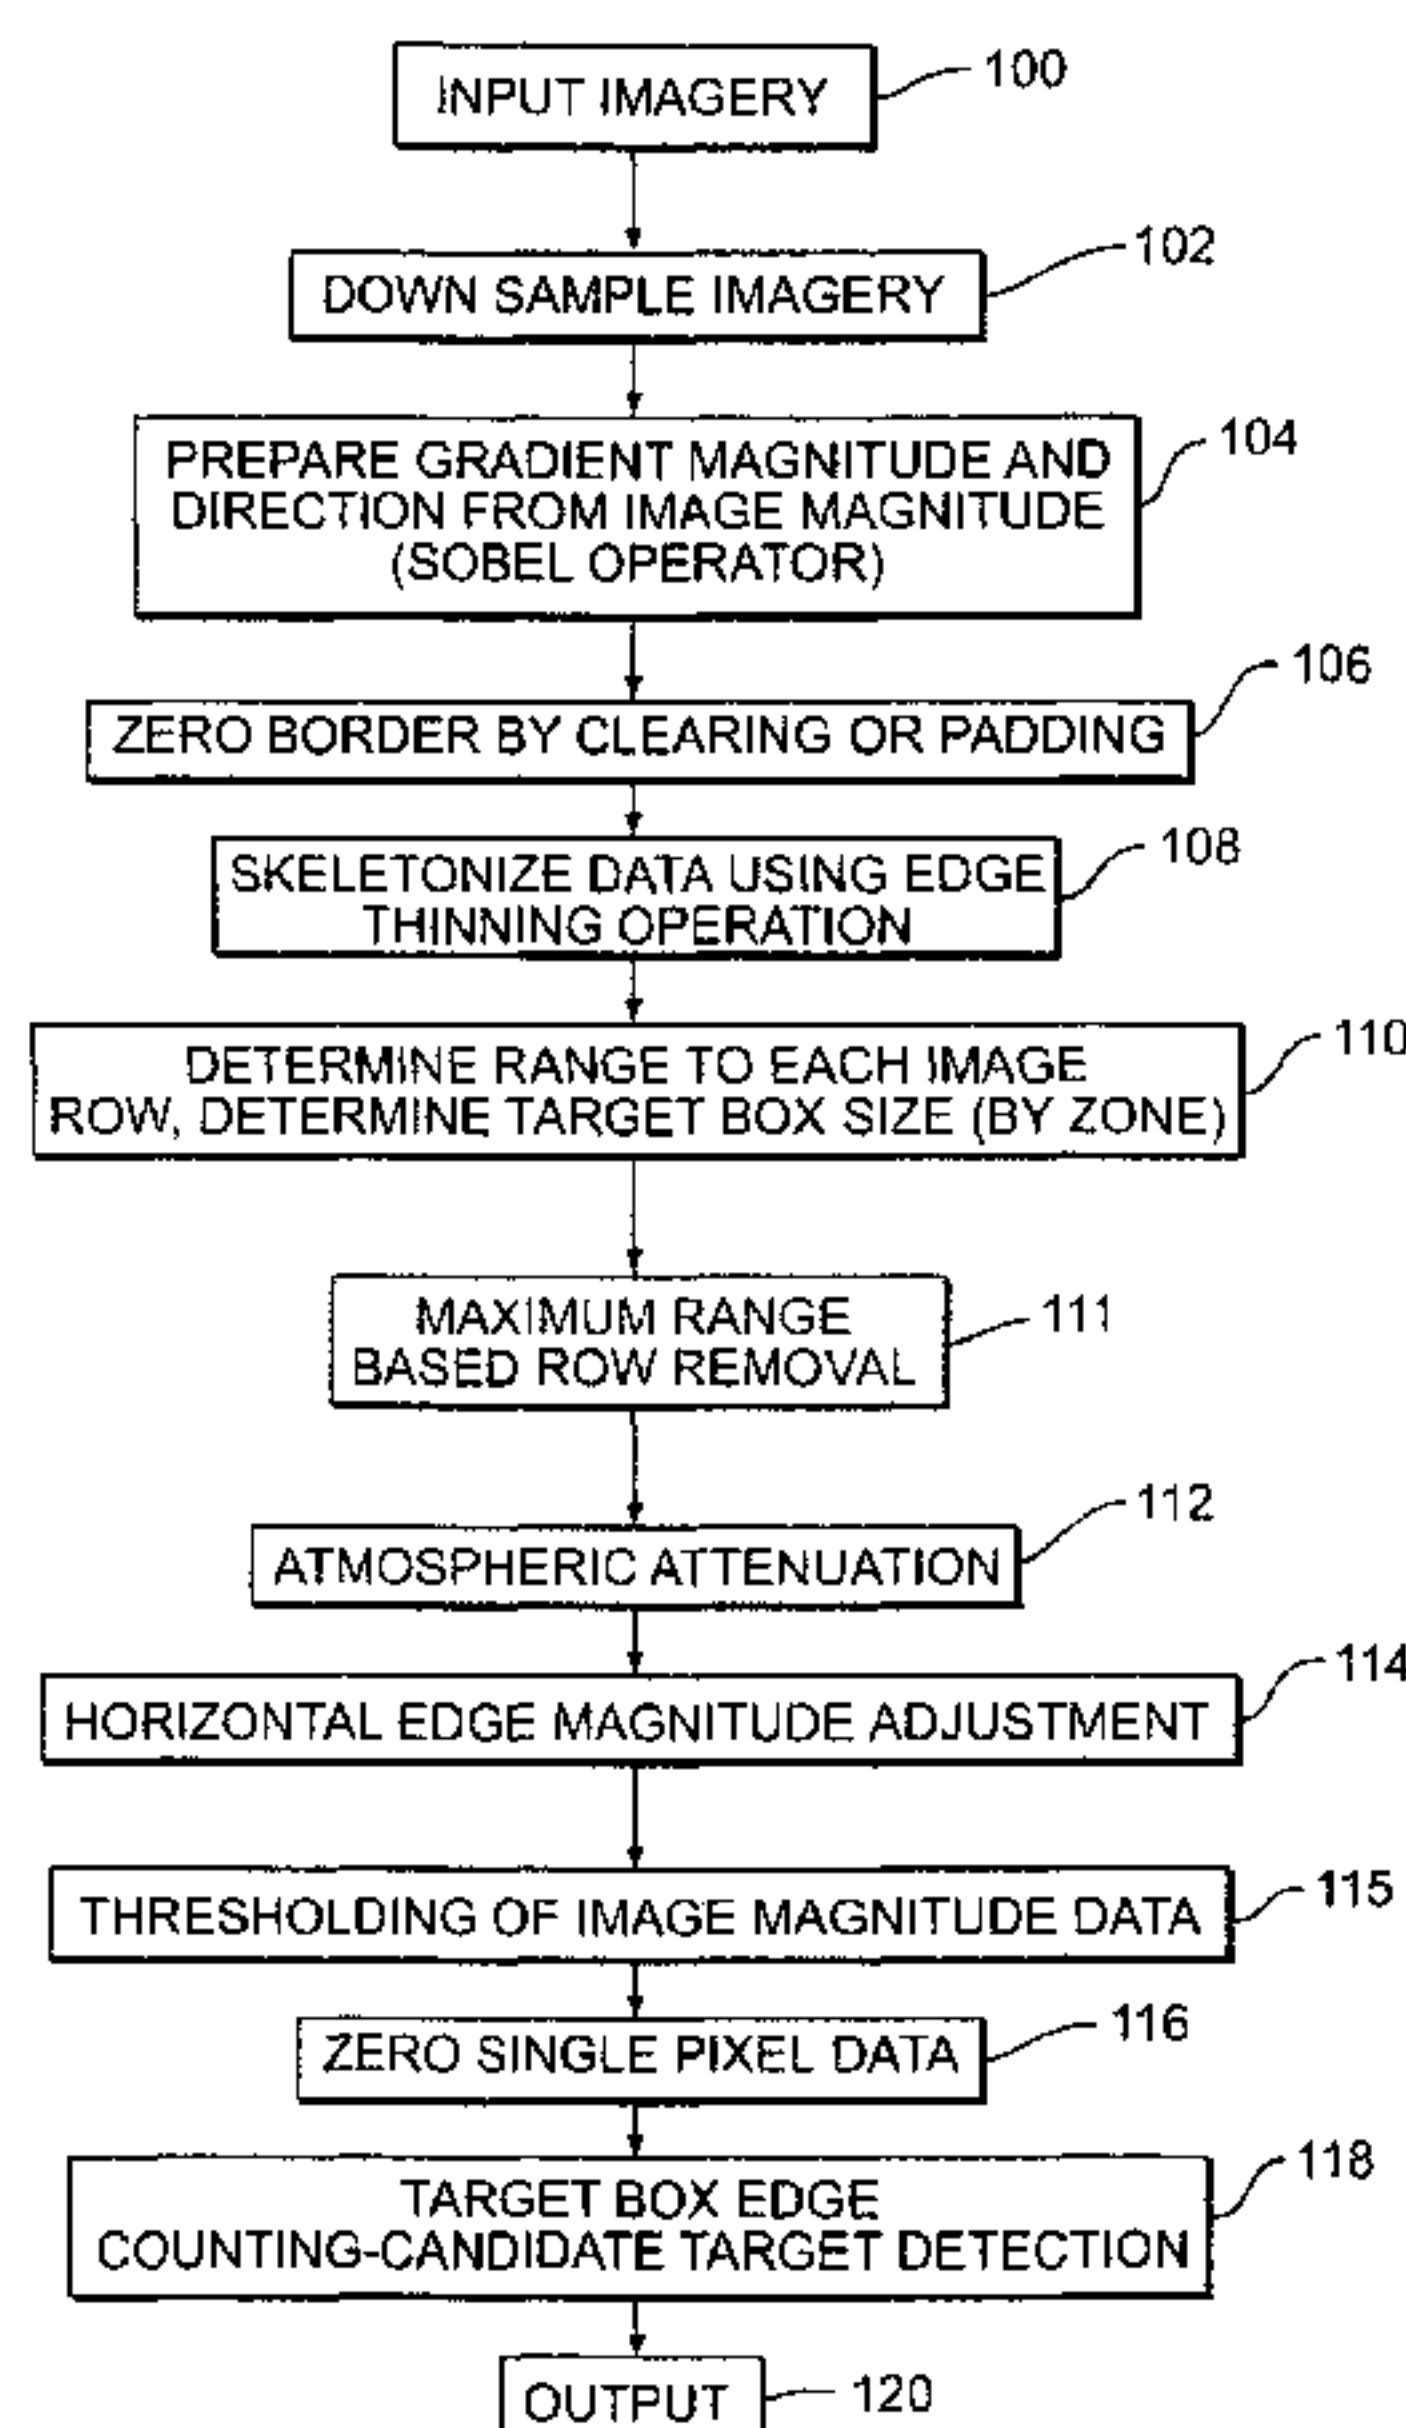 INPUT IMAGERY
100
DOWN SAMPLE IMAGERY
102
PREPARE GRADIENT MAGNITUDE AND
DIRECTION FROM IMAGE MAGNITUDE
(SOBEL OPERATOR)
104
ZERO BORDER BY CLEARING OR PADDING
106
SKELETONIZE DATA USING EDGE
THINNING OPERATION
108
DETERMINE RANGE TO EACH IMAGE
ROW, DETERMINE TARGET BOX SIZE (BY ZONE)
110
MAXIMUM RANGE
BASED ROW REMOVAL
111
ATMOSPHERIC ATTENUATION
112
HORIZONTAL EDGE MAGNITUDE ADJUSTMENT
114
THRESHOLDING OF IMAGE MAGNITUDE DATA
115
ZERO SINGLE PIXEL DATA
116
TARGET BOX EDGE
COUNTING-CANDIDATE TARGET DETECTION
118
OUTPUT
120